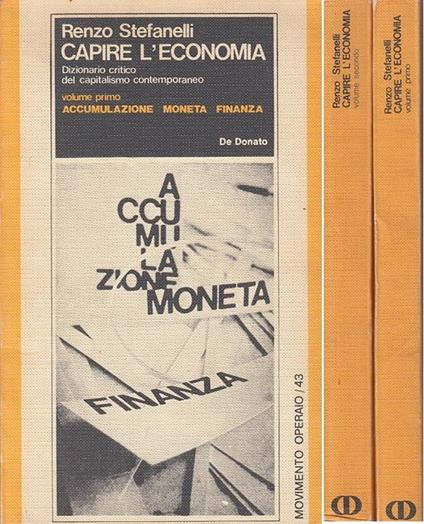 Renzo Stefanelli
CAPIRE L'ECONOMIA
Dizionario critico
del capitalismo contemporaneo
volume primo
ACCUMULAZIONE MONETA FINANZA
De Donato
A
CCU
MU
LA
ZIONE
MONETA
FINANZA
MOVIMENTO OPERAIO / 43
Renzo Stefanelli
CAPIRE L'ECONOMIA
volume secondo
Renzo Stefanelli
CAPIRE L'ECONOMIA
volume primo